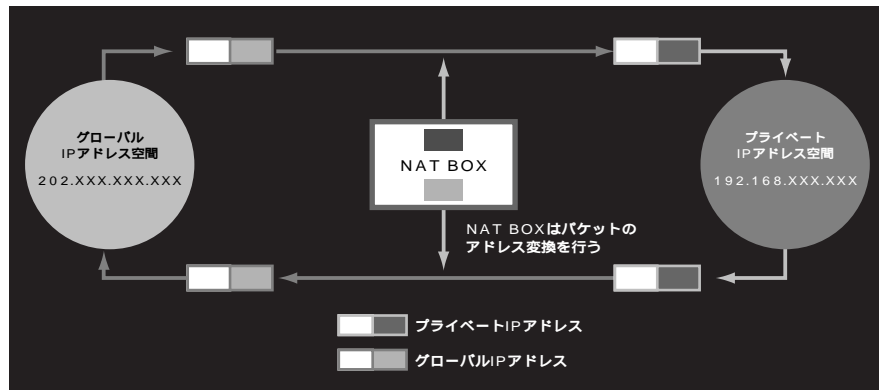 グローバル
IPアドレス空間
202.XXX.XXX.XXX
NAT BOX
プライベート
IPアドレス空間
192.168.XXX.XXX
NAT BOXはパケットの
アドレス変換を行う
プライベートIPアドレス
グローバルIPアドレス